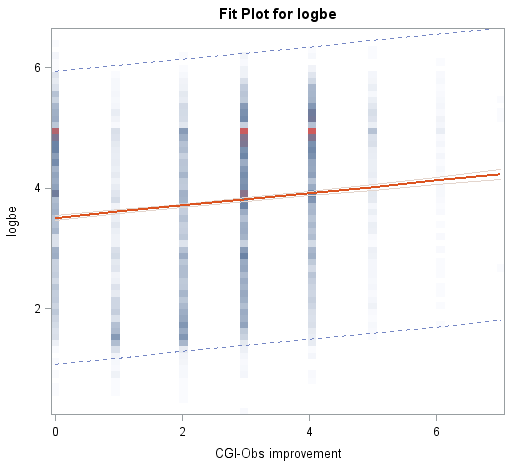 Fit Plot for logbe
6
4
2
logbe
0 2 4 6
CGI-Obs improvement